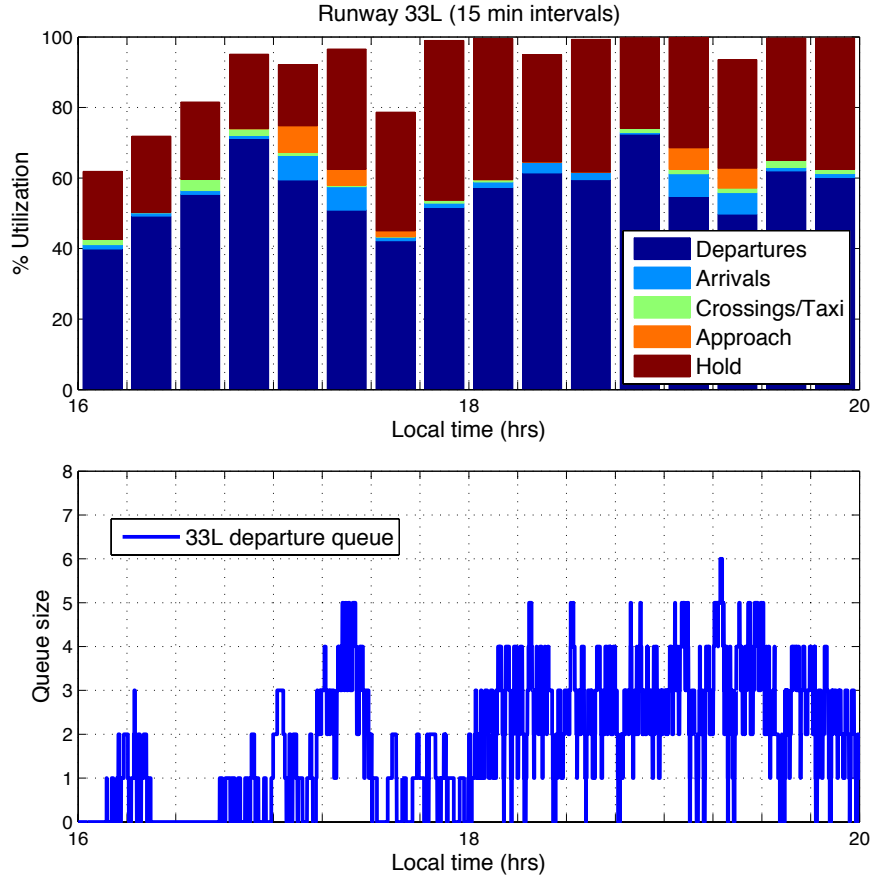 Runway 33L (15 min intervals)
% Utilization
100
80
60
40
20
0
Departures
Arrivals
Crossings/Taxi
Approach
Hold
16 18 20
Local time (hrs)
Queue size
8
7
6
5
4
3
2
1
0
33L departure queue
16 18 20
Local time (hrs)